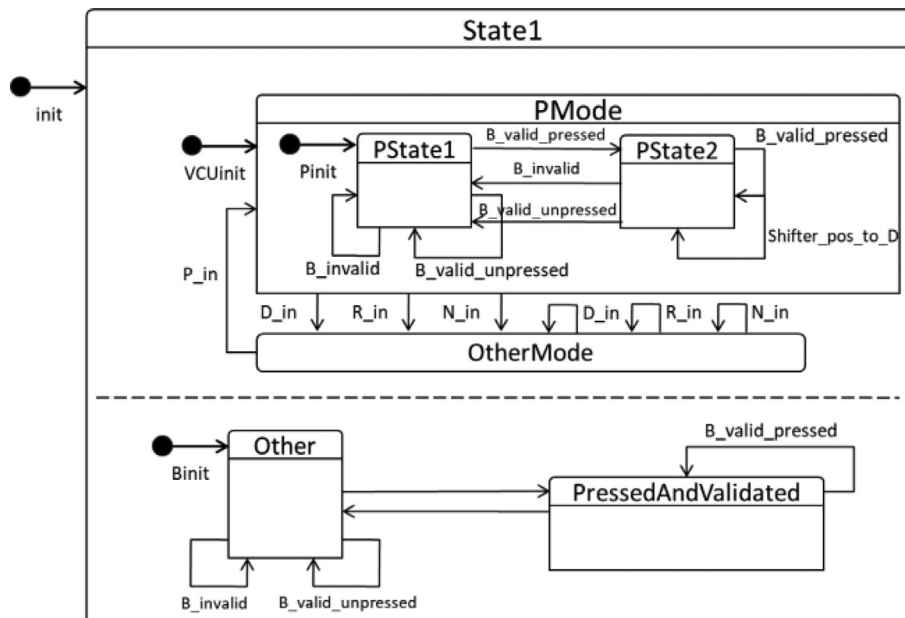 State1
init
PMode
VCUinit
Pinit
PState1
B_valid_pressed
PState2
B_valid_pressed
B_invalid
B_valid_unpressed
Shifter_pos_to_D
B_invalid
B_valid_unpressed
P_in
D_in
R_in
N_in
D_in
R_in
N_in
OtherMode
Binit
Other
B_valid_pressed
PressedAndValidated
B_invalid
B_valid_unpressed